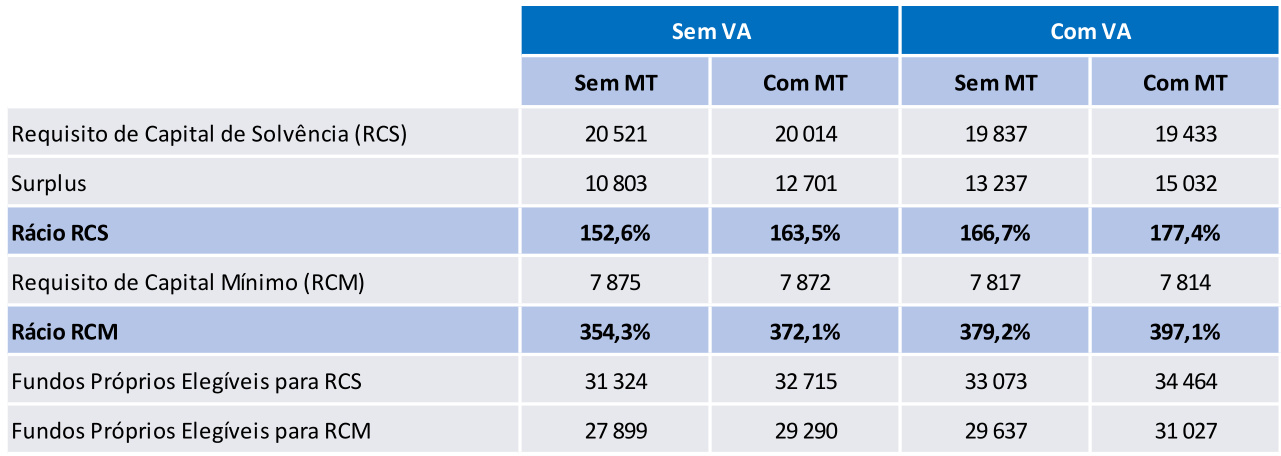 Sem VA Com VA
Sem MT Com MT Sem MT Com MT
Requisito de Capital de Solvência (RCS) 20 521 20 014 19 837 19 433
Surplus 10 803 12 701 13 237 15 032
Rácio RCS 152,6% 163,5% 166,7% 177,4%
Requisito de Capital Mínimo (RCM) 7 875 7 872 7 817 7 814
Rácio RCM 354,3% 372,1% 379,2% 397,1%
Fundos Próprios Elegíveis para RCS 31 324 32 715 33 073 34 464
Fundos Próprios Elegíveis para RCM 27 899 29 290 29 637 31 027